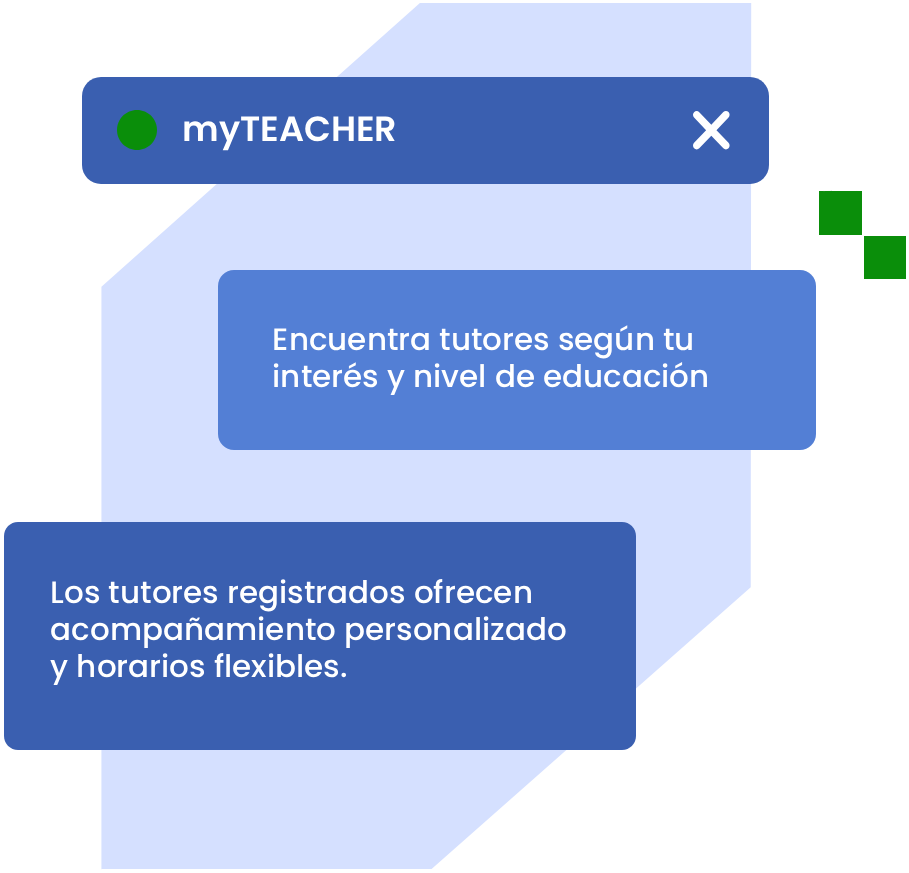 myTEACHER
Encuentra tutores según tu
interés y nivel de educación
Los tutores registrados ofrecen
acompañamiento personalizado
y horarios flexibles.